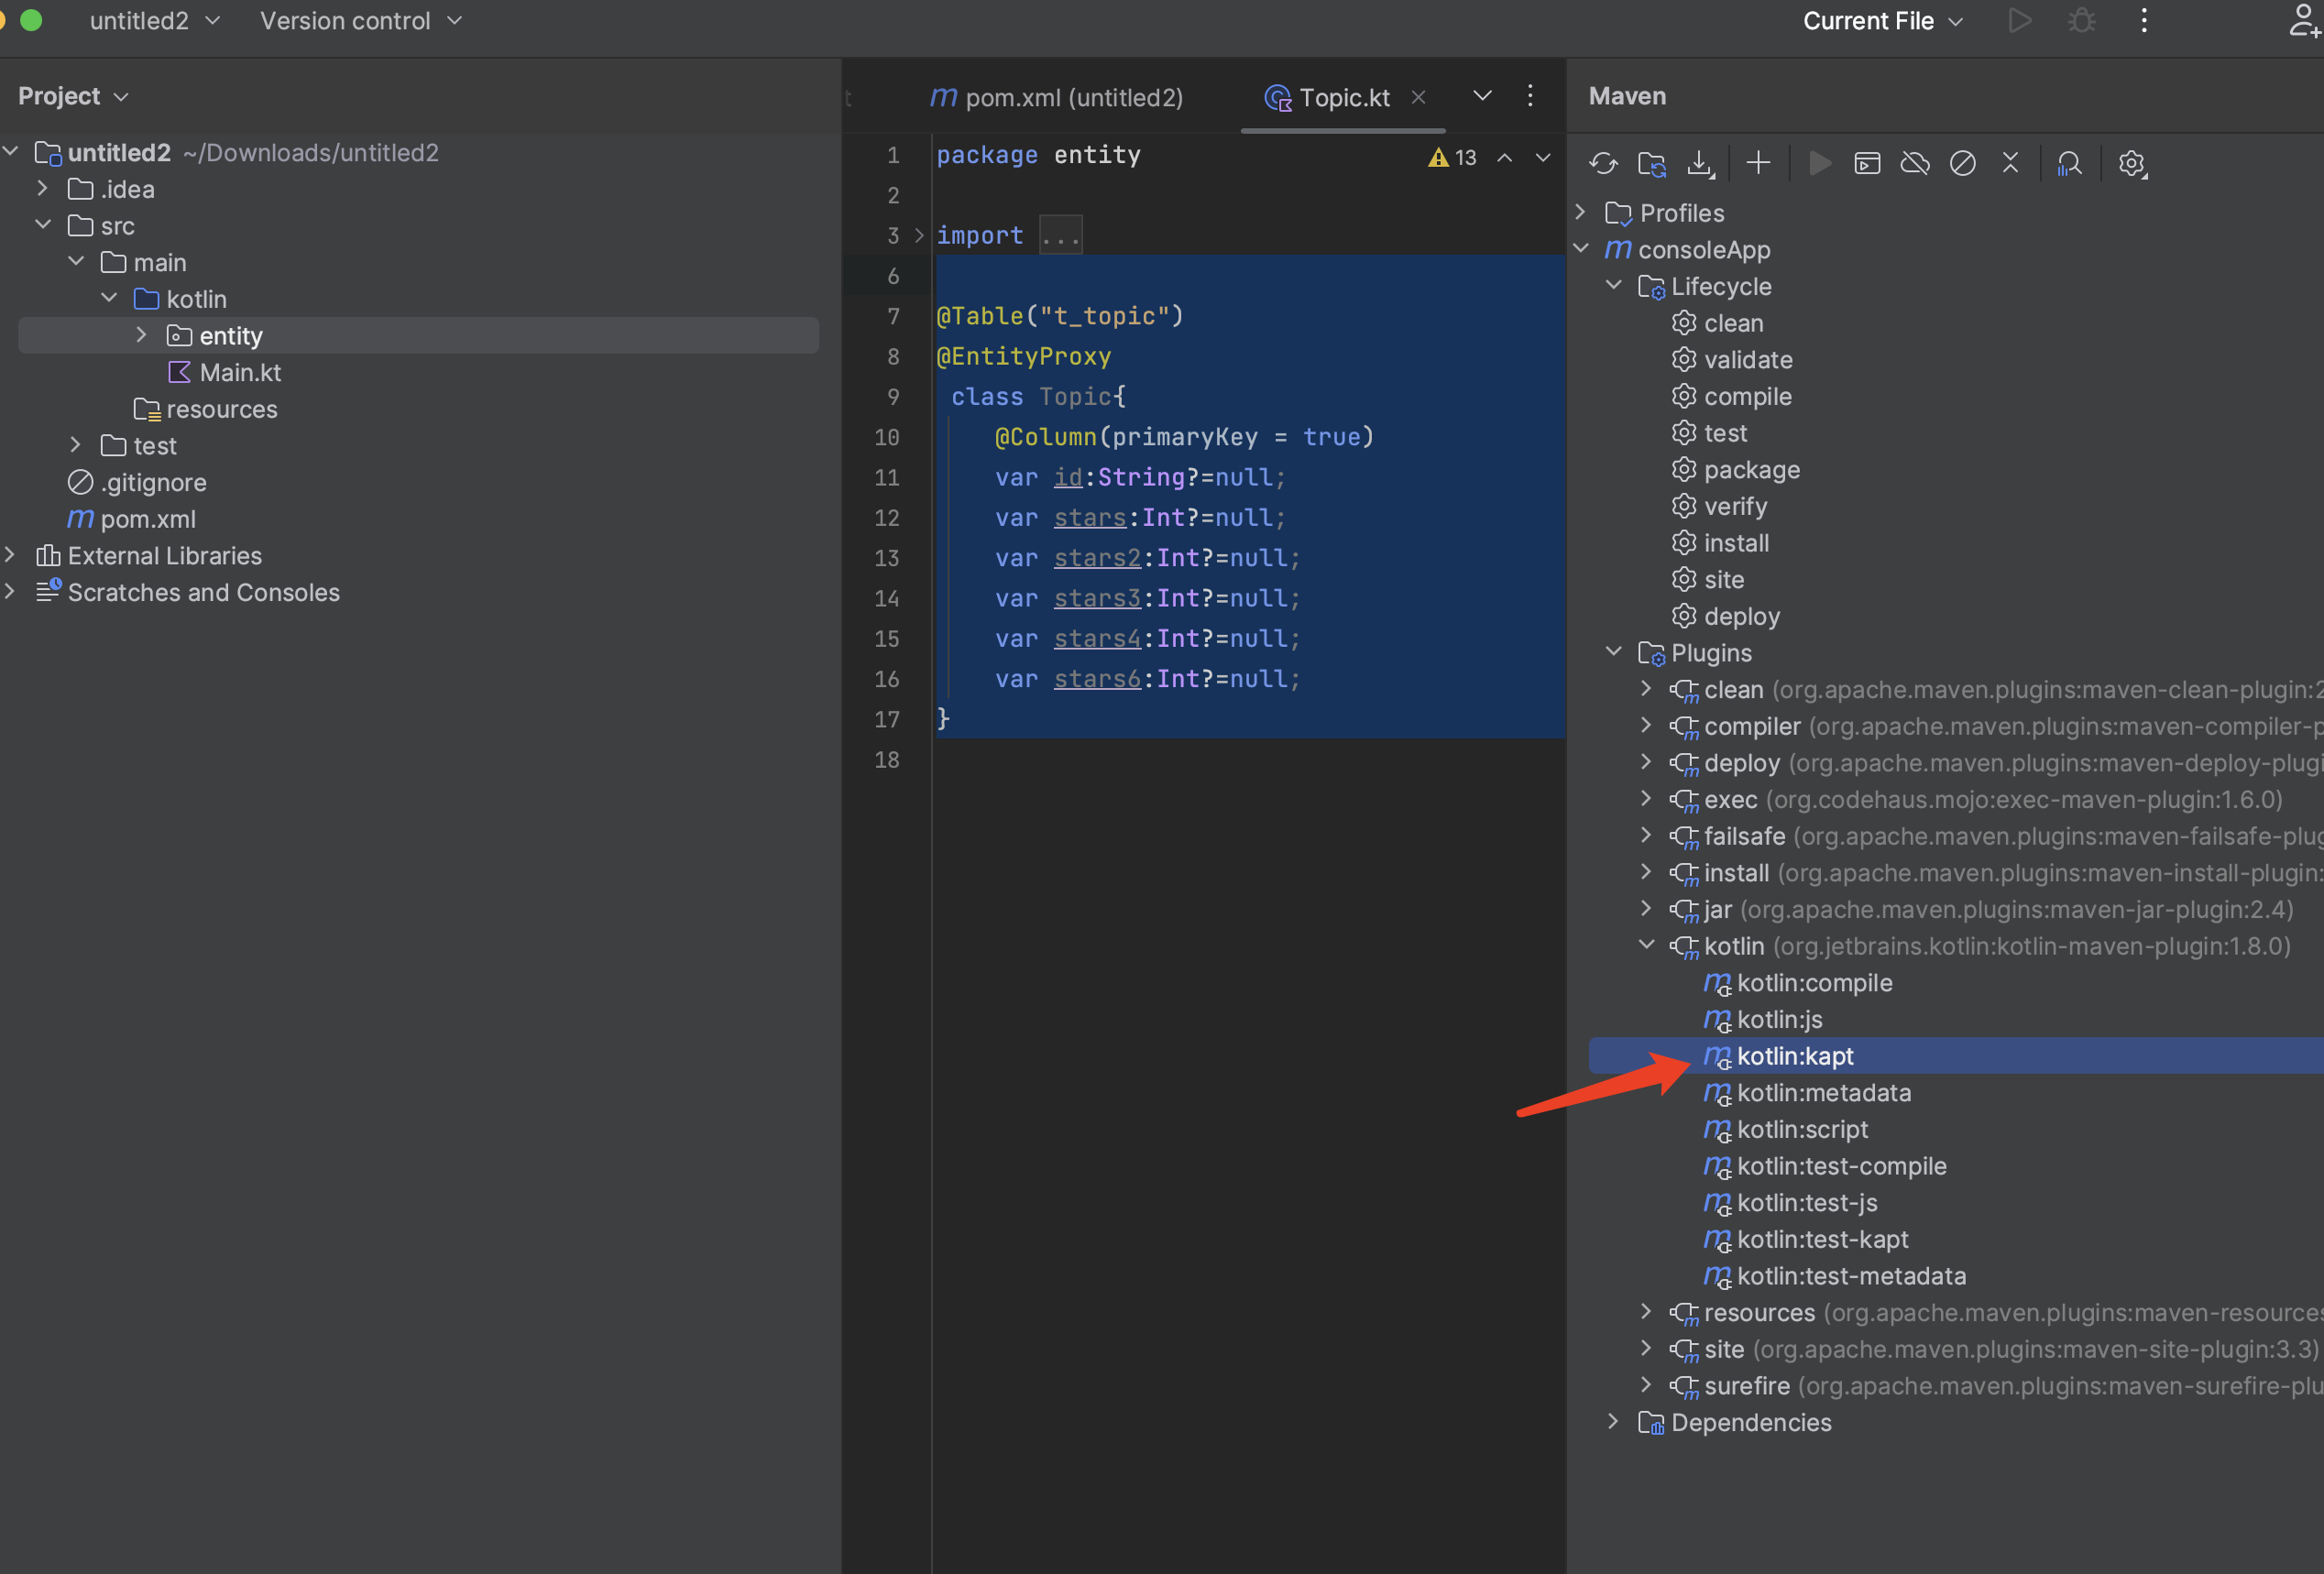 untitled2
Version control
Current File
Project
untitled2 ~/Downloads/untitled2
.idea
src
main
kotlin
entity
Main.kt
resources
test
.gitignore
pom.xml
External Libraries
Scratches and Consoles
pom.xml (untitled2)
Topic.kt
13
1 package entity
2
3 import ...
6
7 @Table("t_topic")
8 @EntityProxy
9 class Topic{
10 @Column(primaryKey = true)
11 var id:String?=null;
12 var stars:Int?=null;
13 var stars2:Int?=null;
14 var stars3:Int?=null;
15 var stars4:Int?=null;
16 var stars6:Int?=null;
17 }
18
Maven
Profiles
consoleApp
Lifecycle
clean
validate
compile
test
package
verify
install
site
deploy
Plugins
clean (org.apache.maven.plugins:maven-clean-plugin:2
compiler (org.apache.maven.plugins:maven-compiler-p
deploy (org.apache.maven.plugins:maven-deploy-plugi
exec (org.codehaus.mojo:exec-maven-plugin:1.6.0)
failsafe (org.apache.maven.plugins:maven-failsafe-plug
install (org.apache.maven.plugins:maven-install-plugin:
jar (org.apache.maven.plugins:maven-jar-plugin:2.4)
kotlin (org.jetbrains.kotlin:kotlin-maven-plugin:1.8.0)
kotlin:compile
kotlin:js
kotlin:kapt
kotlin:metadata
kotlin:script
kotlin:test-compile
kotlin:test-js
kotlin:test-kapt
kotlin:test-metadata
resources (org.apache.maven.plugins:maven-resources
site (org.apache.maven.plugins:maven-site-plugin:3.3)
surefire (org.apache.maven.plugins:maven-surefire-plu
Dependencies